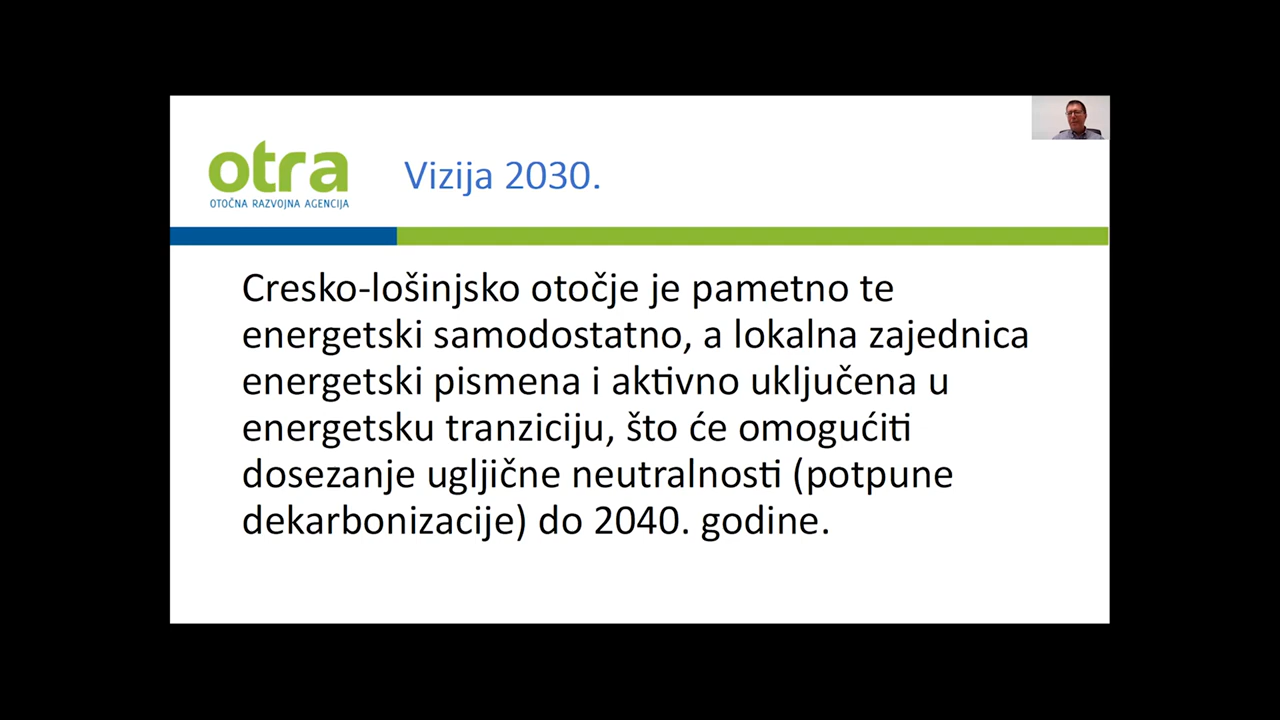 otra
OTOČNA RAZVOJNA AGENCIJA
Vizija 2030.
Cresko-lošinjsko otočje je pametno te
energetski samodostatno, a lokalna zajednica
energetski pismena i aktivno uključena u
energetsku tranziciju, što će omogućiti
dosezanje ugljične neutralnosti (potpune
dekarbonizacije) do 2040. godine.